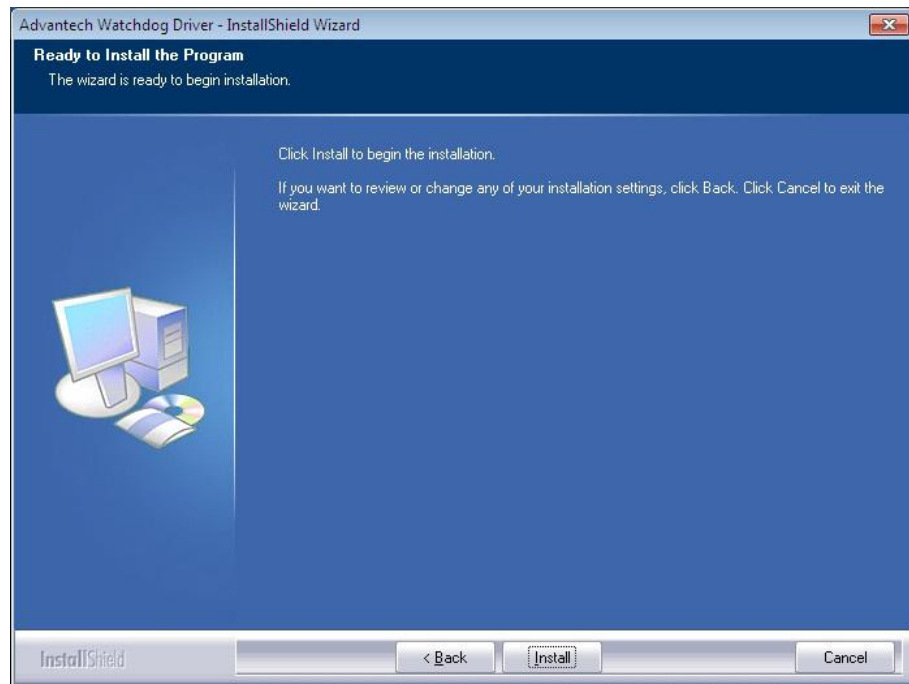 Advantech Watchdog Driver - InstallShield Wizard
Ready to Install the Program
The wizard is ready to begin installation.
Click Install to begin the installation.
If you want to review or change any of your installation settings, click Back. Click Cancel to exit the
wizard.
InstallShield
< Back
Install
Cancel